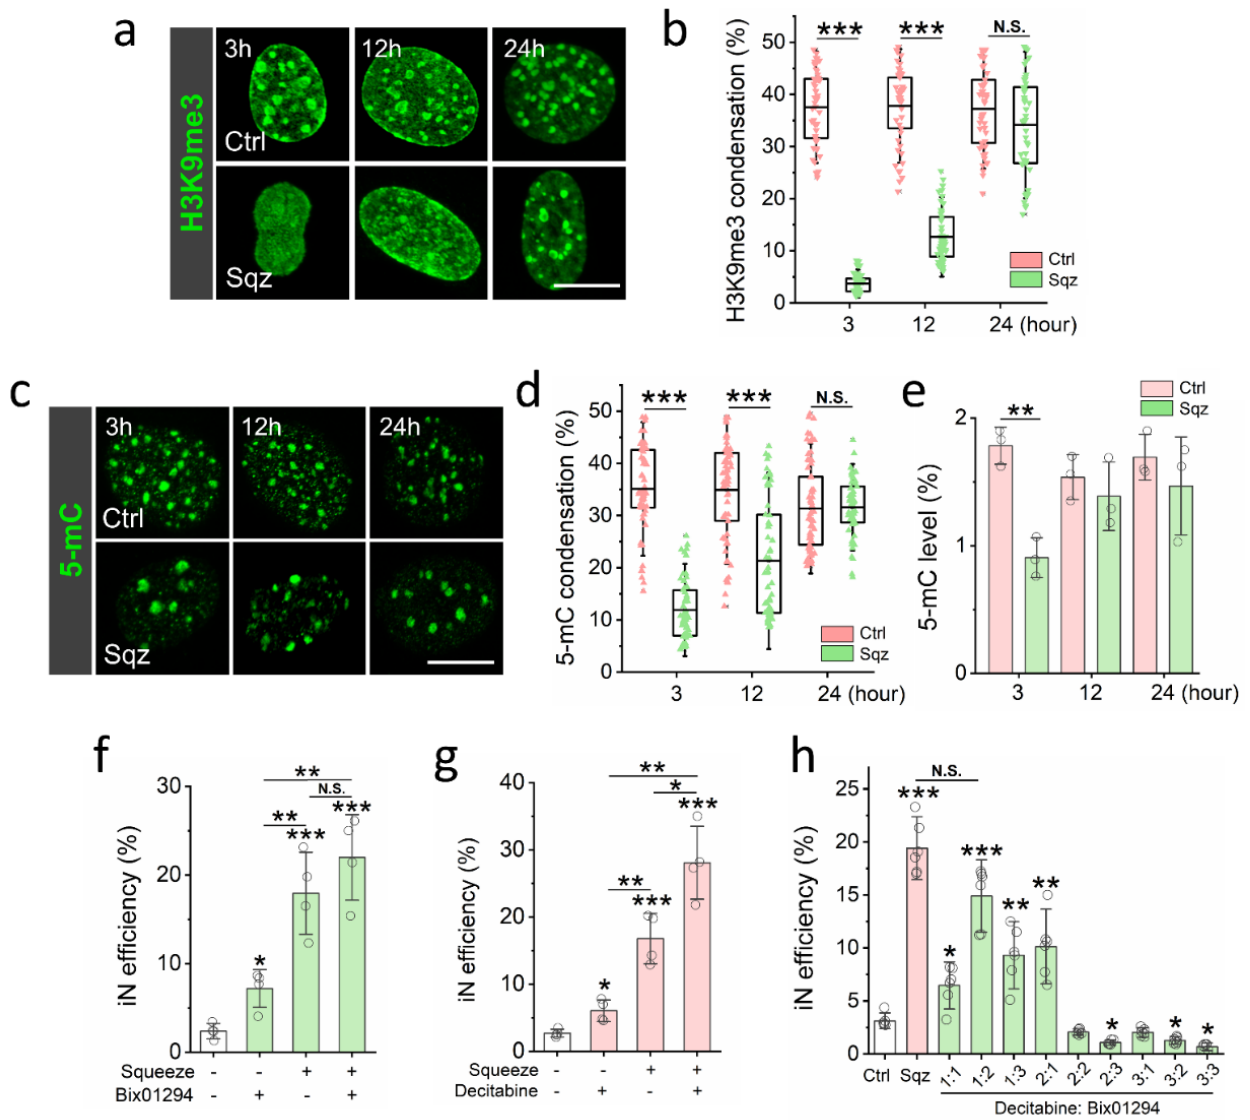 a
H3K9me3
3h
12h
24h
Ctrl
Sqz
b
H3K9me3 condensation (%)
50
40
30
20
10
0
***
***
N.S.
Ctrl
Sqz
3
12
24 (hour)
c
5-mC
3h
12h
24h
Ctrl
Sqz
d
5-mC condensation (%)
50
40
30
20
10
0
***
***
N.S.
Ctrl
Sqz
3
12
24 (hour)
e
5-mC level (%)
2
1
0
Ctrl
Sqz
**
3
12
24 (hour)
f
iN efficiency (%)
30
20
10
0
**
N.S.
**
***
***
*
Squeeze - - + +
Bix01294 - + - +
g
iN efficiency (%)
40
30
20
10
0
**
*
***
**
***
*
Squeeze - - + +
Decitabine - + - +
h
iN efficiency (%)
25
20
15
10
5
0
N.S.
***
***
**
**
*
*
*
*
Ctrl Sqz 1:1 1:2 1:3 2:1 2:2 2:3 3:1 3:2 3:3
Decitabine: Bix01294